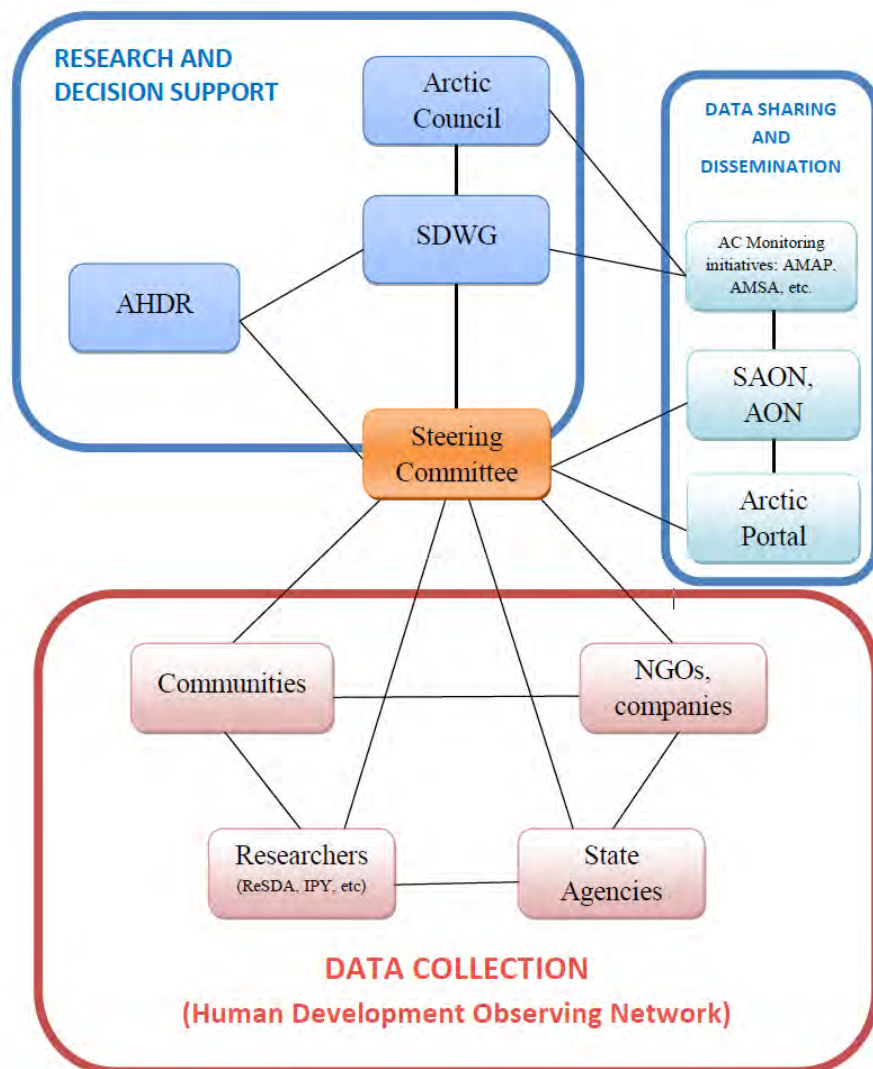 RESEARCH AND
DECISION SUPPORT
Arctic
Council
SDWG
AHDR
DATA SHARING
AND
DISSEMINATION
AC Monitoring
initiatives: AMAP,
AMSA, etc.
SAON,
AON
Arctic
Portal
Steering
Committee
Communities
NGOs,
companies
Researchers
(ReSDA, IPY, etc)
State
Agencies
DATA COLLECTION
(Human Development Observing Network)